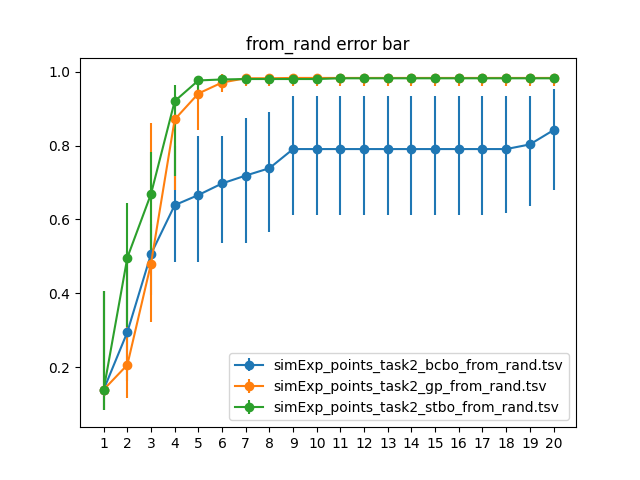 from_rand error bar
1.0
0.8
0.6
0.4
0.2
simExp_points_task2_bcbo_from_rand.tsv
simExp_points_task2_gp_from_rand.tsv
simExp_points_task2_stbo_from_rand.tsv
1 2 3 4 5 6 7 8 9 10 11 12 13 14 15 16 17 18 19 20